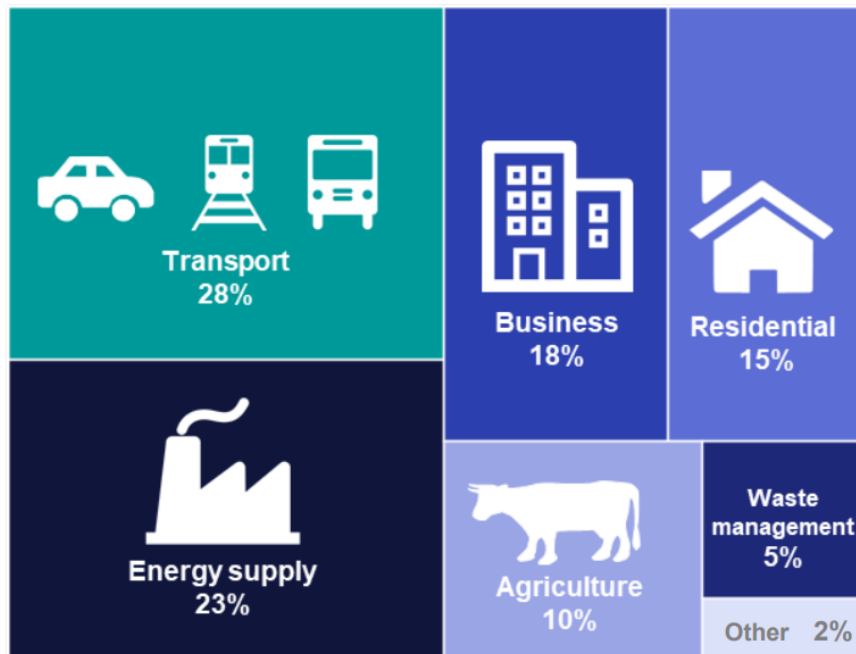 Transport
28%
Business
18%
Residential
15%
Energy supply
23%
Agriculture
10%
Waste
management
5%
Other 2%